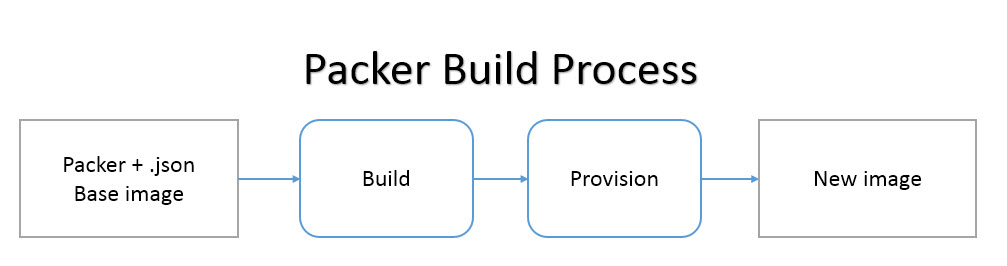 Packer Build Process
Packer + .json
Base image
Build
Provision
New image